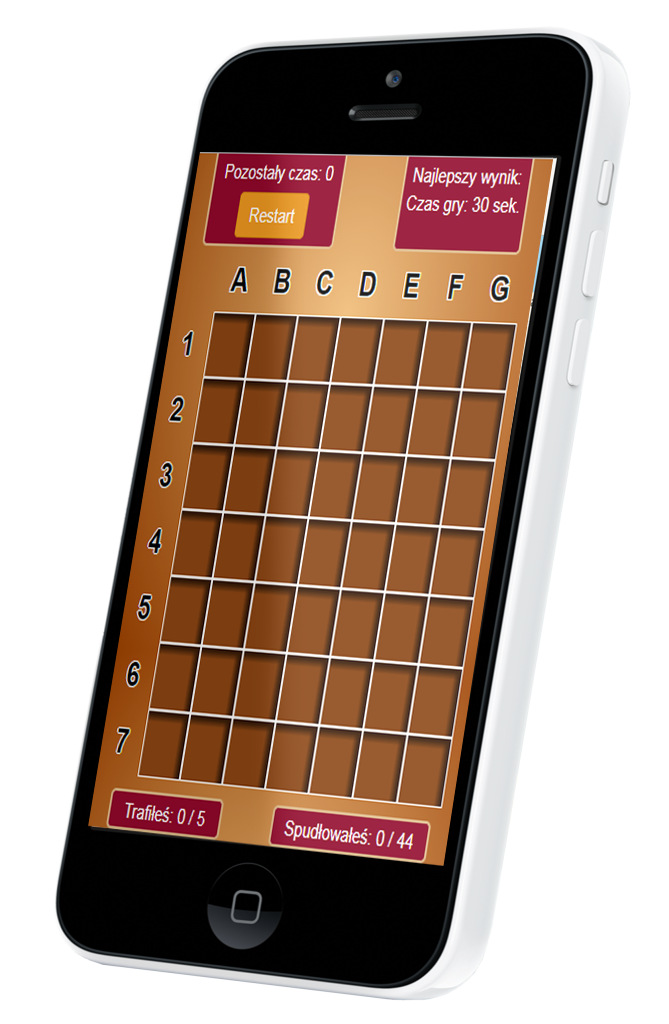 Pozostały czas: 0
Restart
Najlepszy wynik:
Czas gry: 30 sek.
A B C D E F G
1
2
3
4
5
6
7
Trafiłeś: 0 / 5
Spudłowałeś: 0 / 44